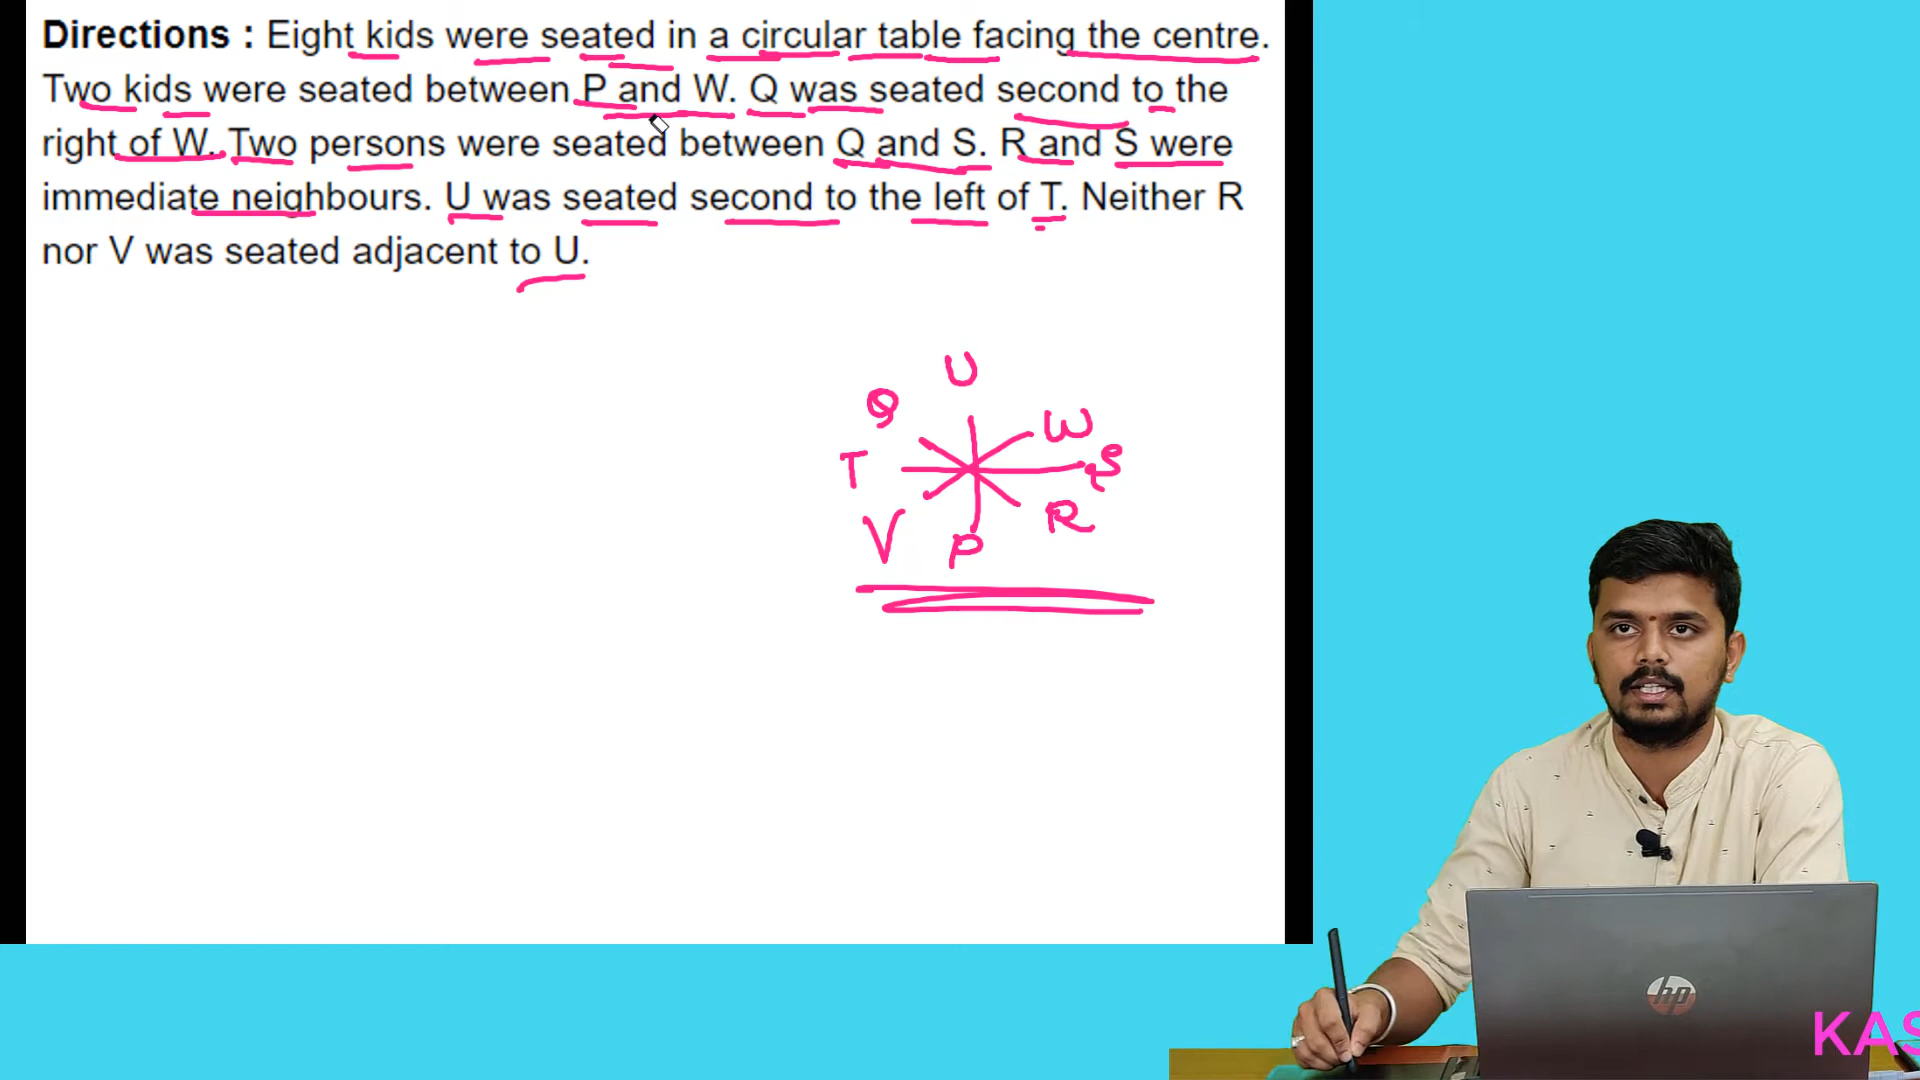 Directions : Eight kids were seated in a circular table facing the centre.
Two kids were seated between P and W. Q was seated second to the
right of W. Two persons were seated between Q and S. R and S were
immediate neighbours. U was seated second to the left of T. Neither R
nor V was seated adjacent to U.
U
Q W
T S
V R
P
hp
KAS